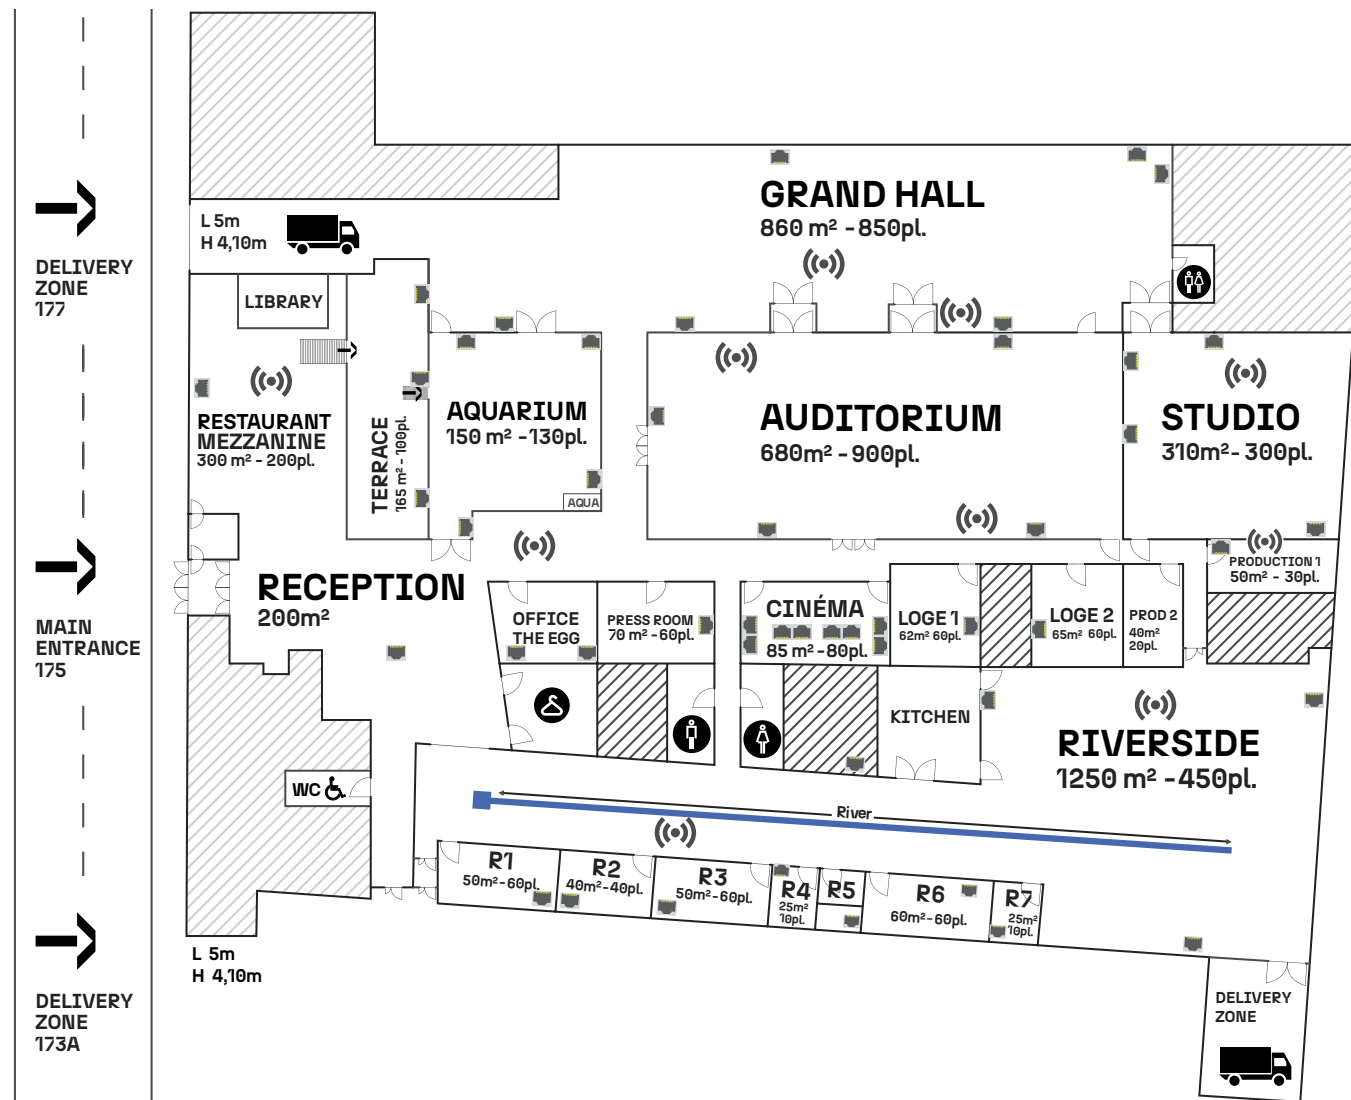 L 5m
H 4,10m
DELIVERY
ZONE
177
LIBRARY
GRAND HALL
860 m² - 850pl.
RESTAURANT
MEZZANINE
300 m² - 200pl.
TERRACE
165 m² - 100pl.
AQUARIUM
150 m² - 130pl.
AQUA
AUDITORIUM
680m² - 900pl.
STUDIO
310m² - 300pl.
MAIN
ENTRANCE
175
RECEPTION
200m²
OFFICE
THE EGG
PRESS ROOM
70 m² - 60pl.
CINÉMA
85 m² - 80pl.
LOGE 1
62m² 60pl.
LOGE 2
65m² 60pl.
PROD 2
40m²
20pl.
PRODUCTION 1
50m² - 30pl.
KITCHEN
RIVERSIDE
1250 m² - 450pl.
WC
River
R1
50m² - 60pl.
R2
40m² - 40pl.
R3
50m² - 60pl.
R4
25m²
10pl.
R5
R6
60m² - 60pl.
R7
25m²
10pl.
L 5m
H 4,10m
DELIVERY
ZONE
173A
DELIVERY
ZONE